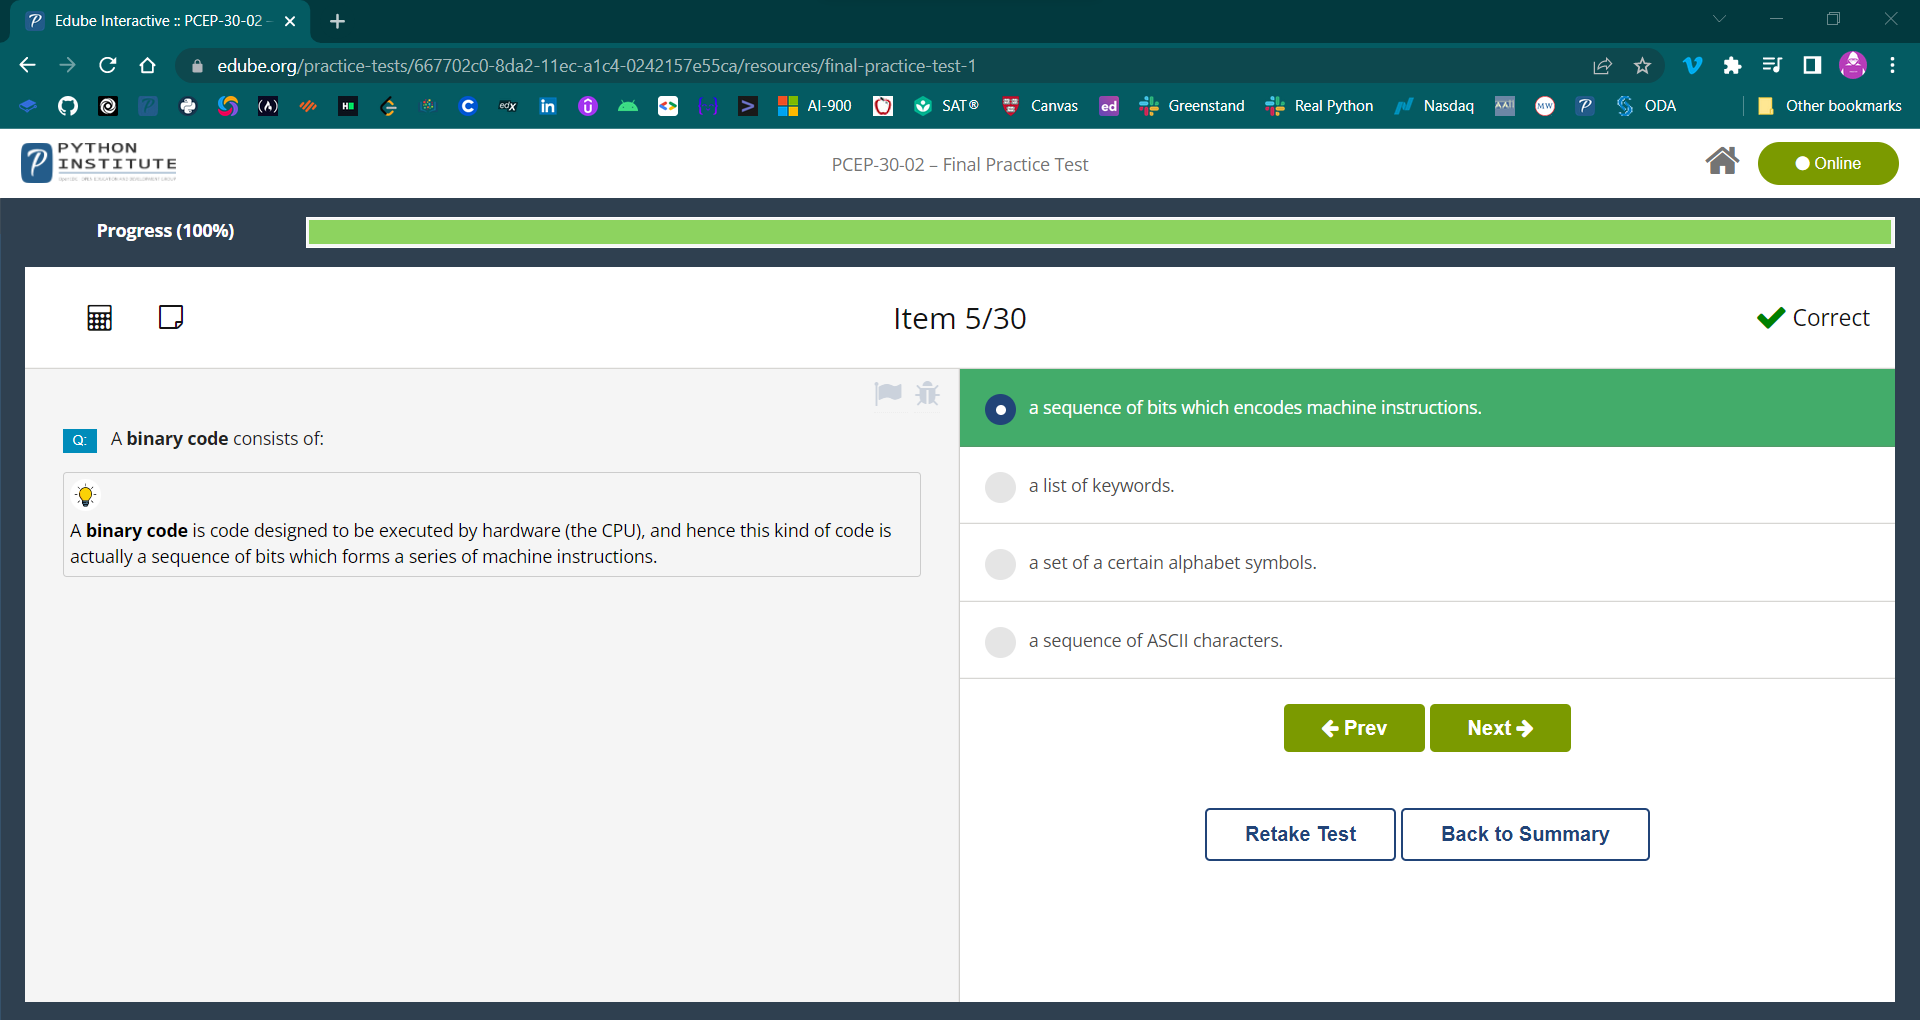 Edube Interactive :: PCEP-30-02 –
edube.org/practice-tests/667702c0-8da2-11ec-a1c4-0242157e55ca/resources/final-practice-test-1
AI-900 SAT® Canvas ed Greenstand Real Python Nasdaq MW ODA Other bookmarks
PYTHON
INSTITUTE
PCEP-30-02 – Final Practice Test
Online
Progress (100%)
Item 5/30
Correct
Q: A binary code consists of:
A binary code is code designed to be executed by hardware (the CPU), and hence this kind of code is
actually a sequence of bits which forms a series of machine instructions.
a sequence of bits which encodes machine instructions.
a list of keywords.
a set of a certain alphabet symbols.
a sequence of ASCII characters.
Prev
Next
Retake Test
Back to Summary